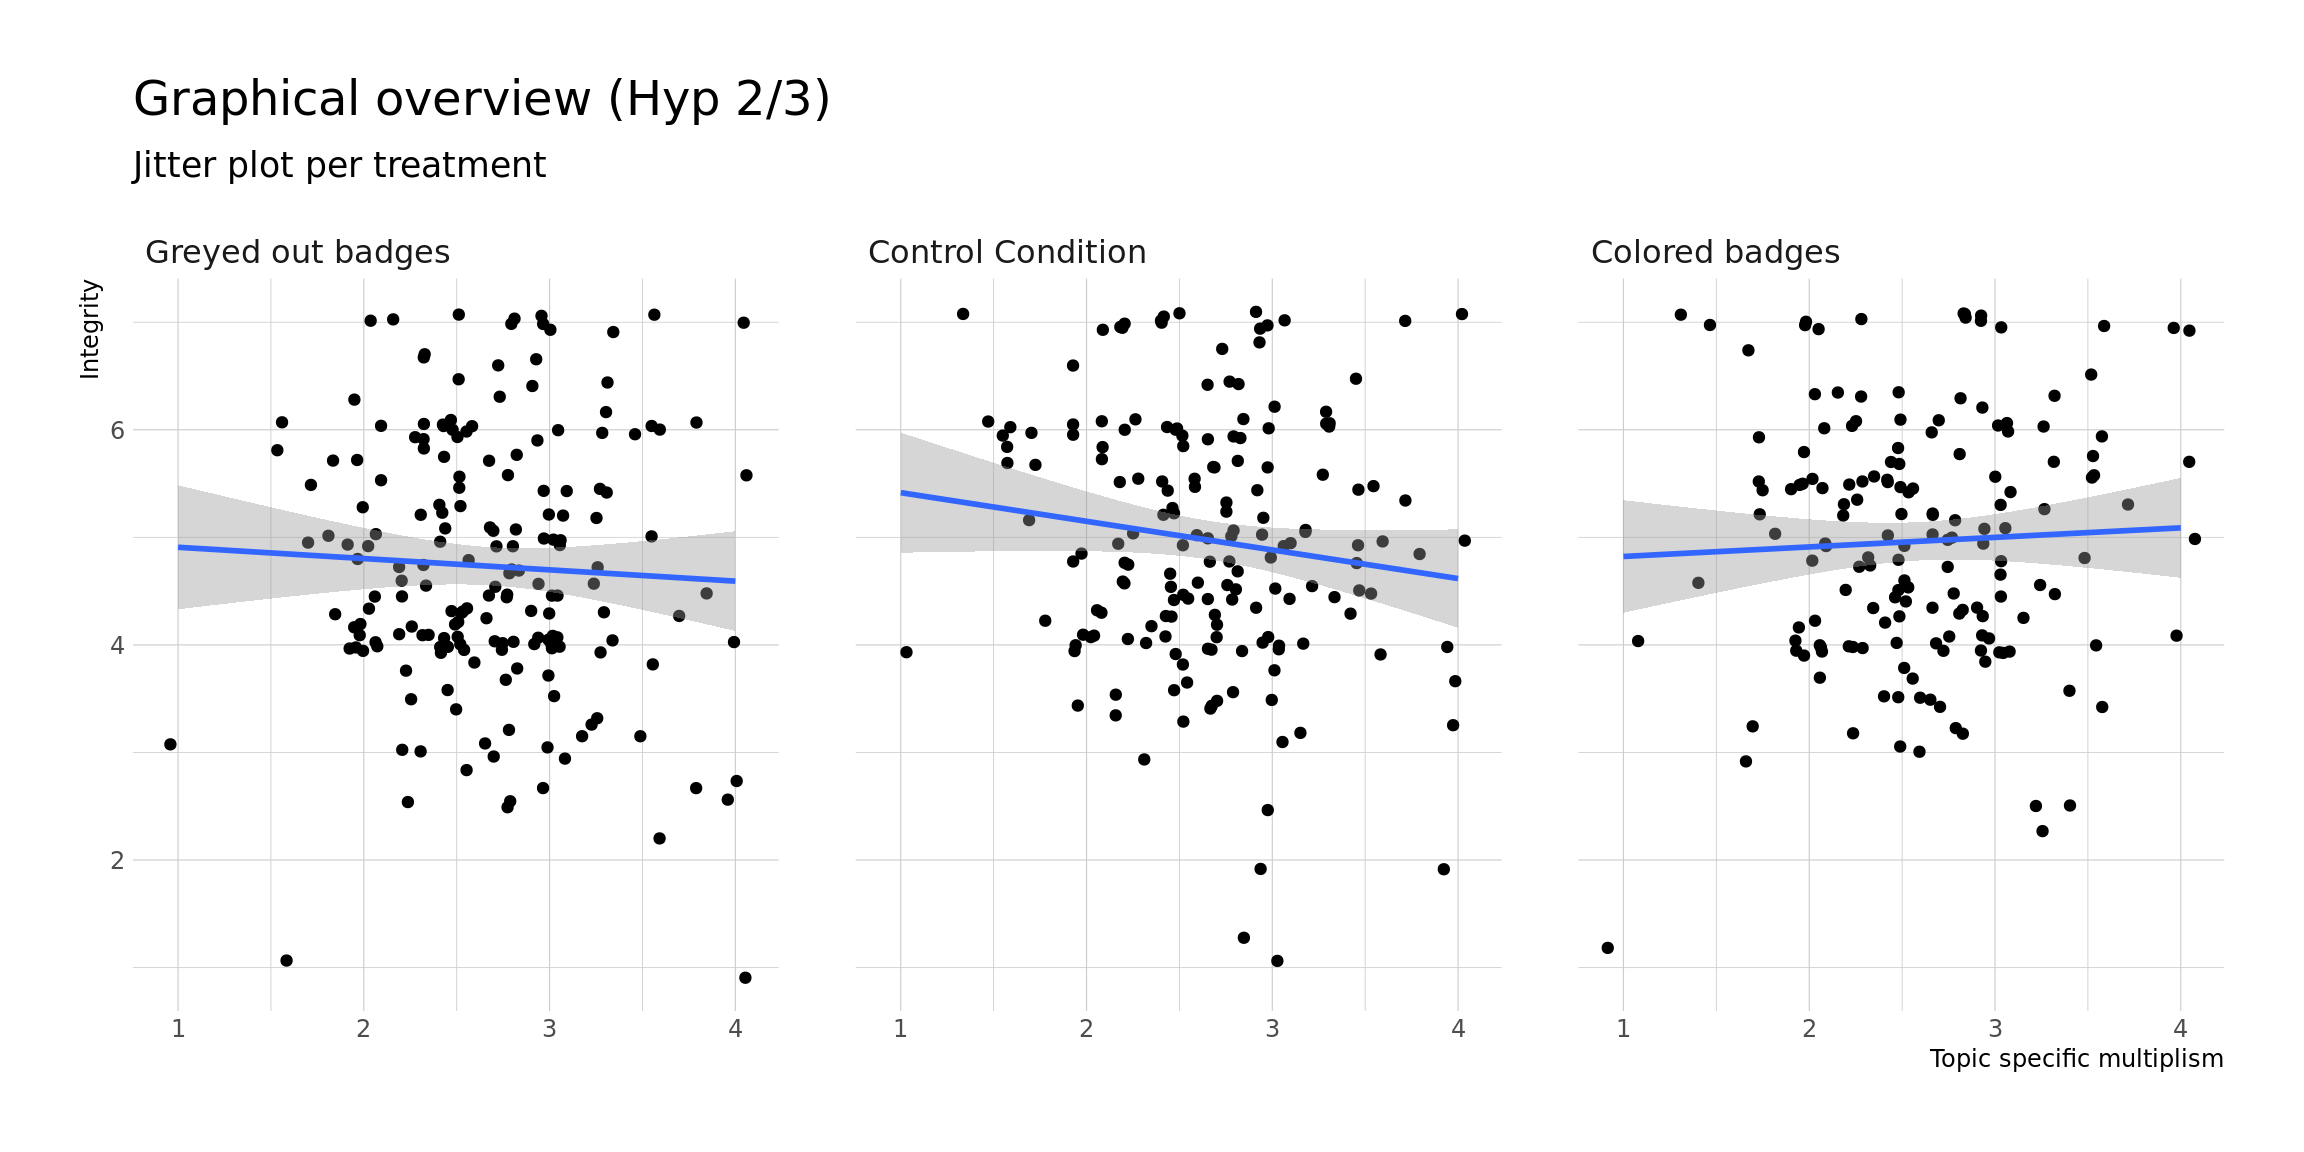 Graphical overview (Hyp 2/3)
Jitter plot per treatment
Greyed out badges
Control Condition
Colored badges
Integrity
6
4
2
1 2 3 4
1 2 3 4
1 2 3 4
Topic specific multiplism